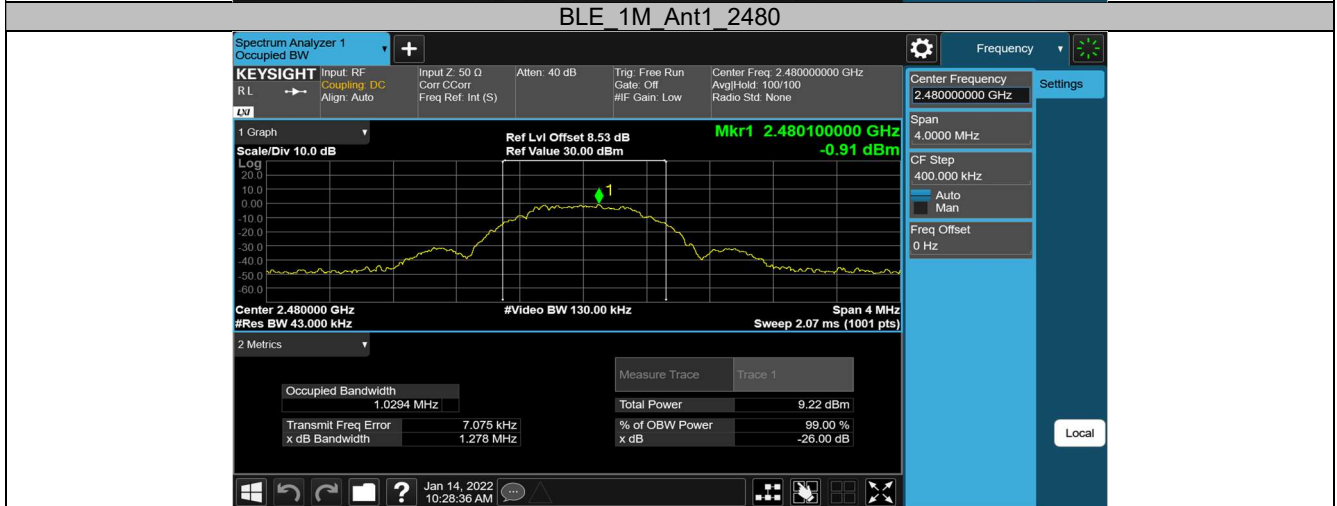 BLE_1M_Ant1_2480
Spectrum Analyzer 1
Occupied BW
+
Frequency
KEYSIGHT
RL
LXI
Input: RF
Coupling: DC
Align: Auto
Input Z: 50 Ω
Corr CCorr
Freq Ref: Int (S)
Atten: 40 dB
Trig: Free Run
Gate: Off
#IF Gain: Low
Center Freq: 2.480000000 GHz
Avg|Hold: 100/100
Radio Std: None
Center Frequency
2.480000000 GHz
Settings
Span
4.0000 MHz
CF Step
400.000 kHz
Auto
Man
Freq Offset
0 Hz
Local
1 Graph
Scale/Div 10.0 dB
Ref Lvl Offset 8.53 dB
Ref Value 30.00 dBm
Mkr1 2.480100000 GHz
-0.91 dBm
Log
20.0
10.0
0.00
-10.0
-20.0
-30.0
-40.0
-50.0
-60.0
1
Center 2.480000 GHz
#Video BW 130.00 kHz
Span 4 MHz
#Res BW 43.000 kHz
Sweep 2.07 ms (1001 pts)
2 Metrics
Measure Trace
Trace 1
Occupied Bandwidth
1.0294 MHz
Total Power
9.22 dBm
Transmit Freq Error
7.075 kHz
% of OBW Power
99.00 %
x dB Bandwidth
1.278 MHz
x dB
-26.00 dB
?
Jan 14, 2022
10:28:36 AM